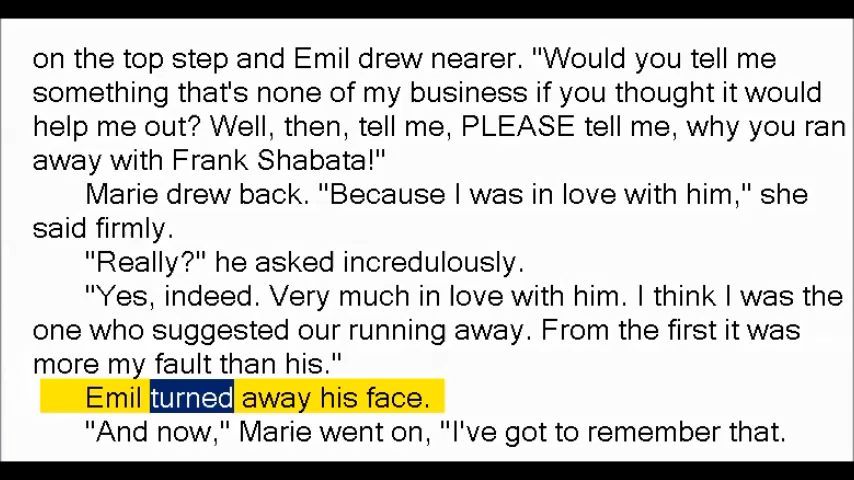 on the top step and Emil drew nearer. "Would you tell me
something that's none of my business if you thought it would
help me out? Well, then, tell me, PLEASE tell me, why you ran
away with Frank Shabata!"
"Marie drew back. "Because I was in love with him," she
said firmly.
"Really?" he asked incredulously.
"Yes, indeed. Very much in love with him. I think I was the
one who suggested our running away. From the first it was
more my fault than his."
Emil turned away his face.
"And now," Marie went on, "I've got to remember that.